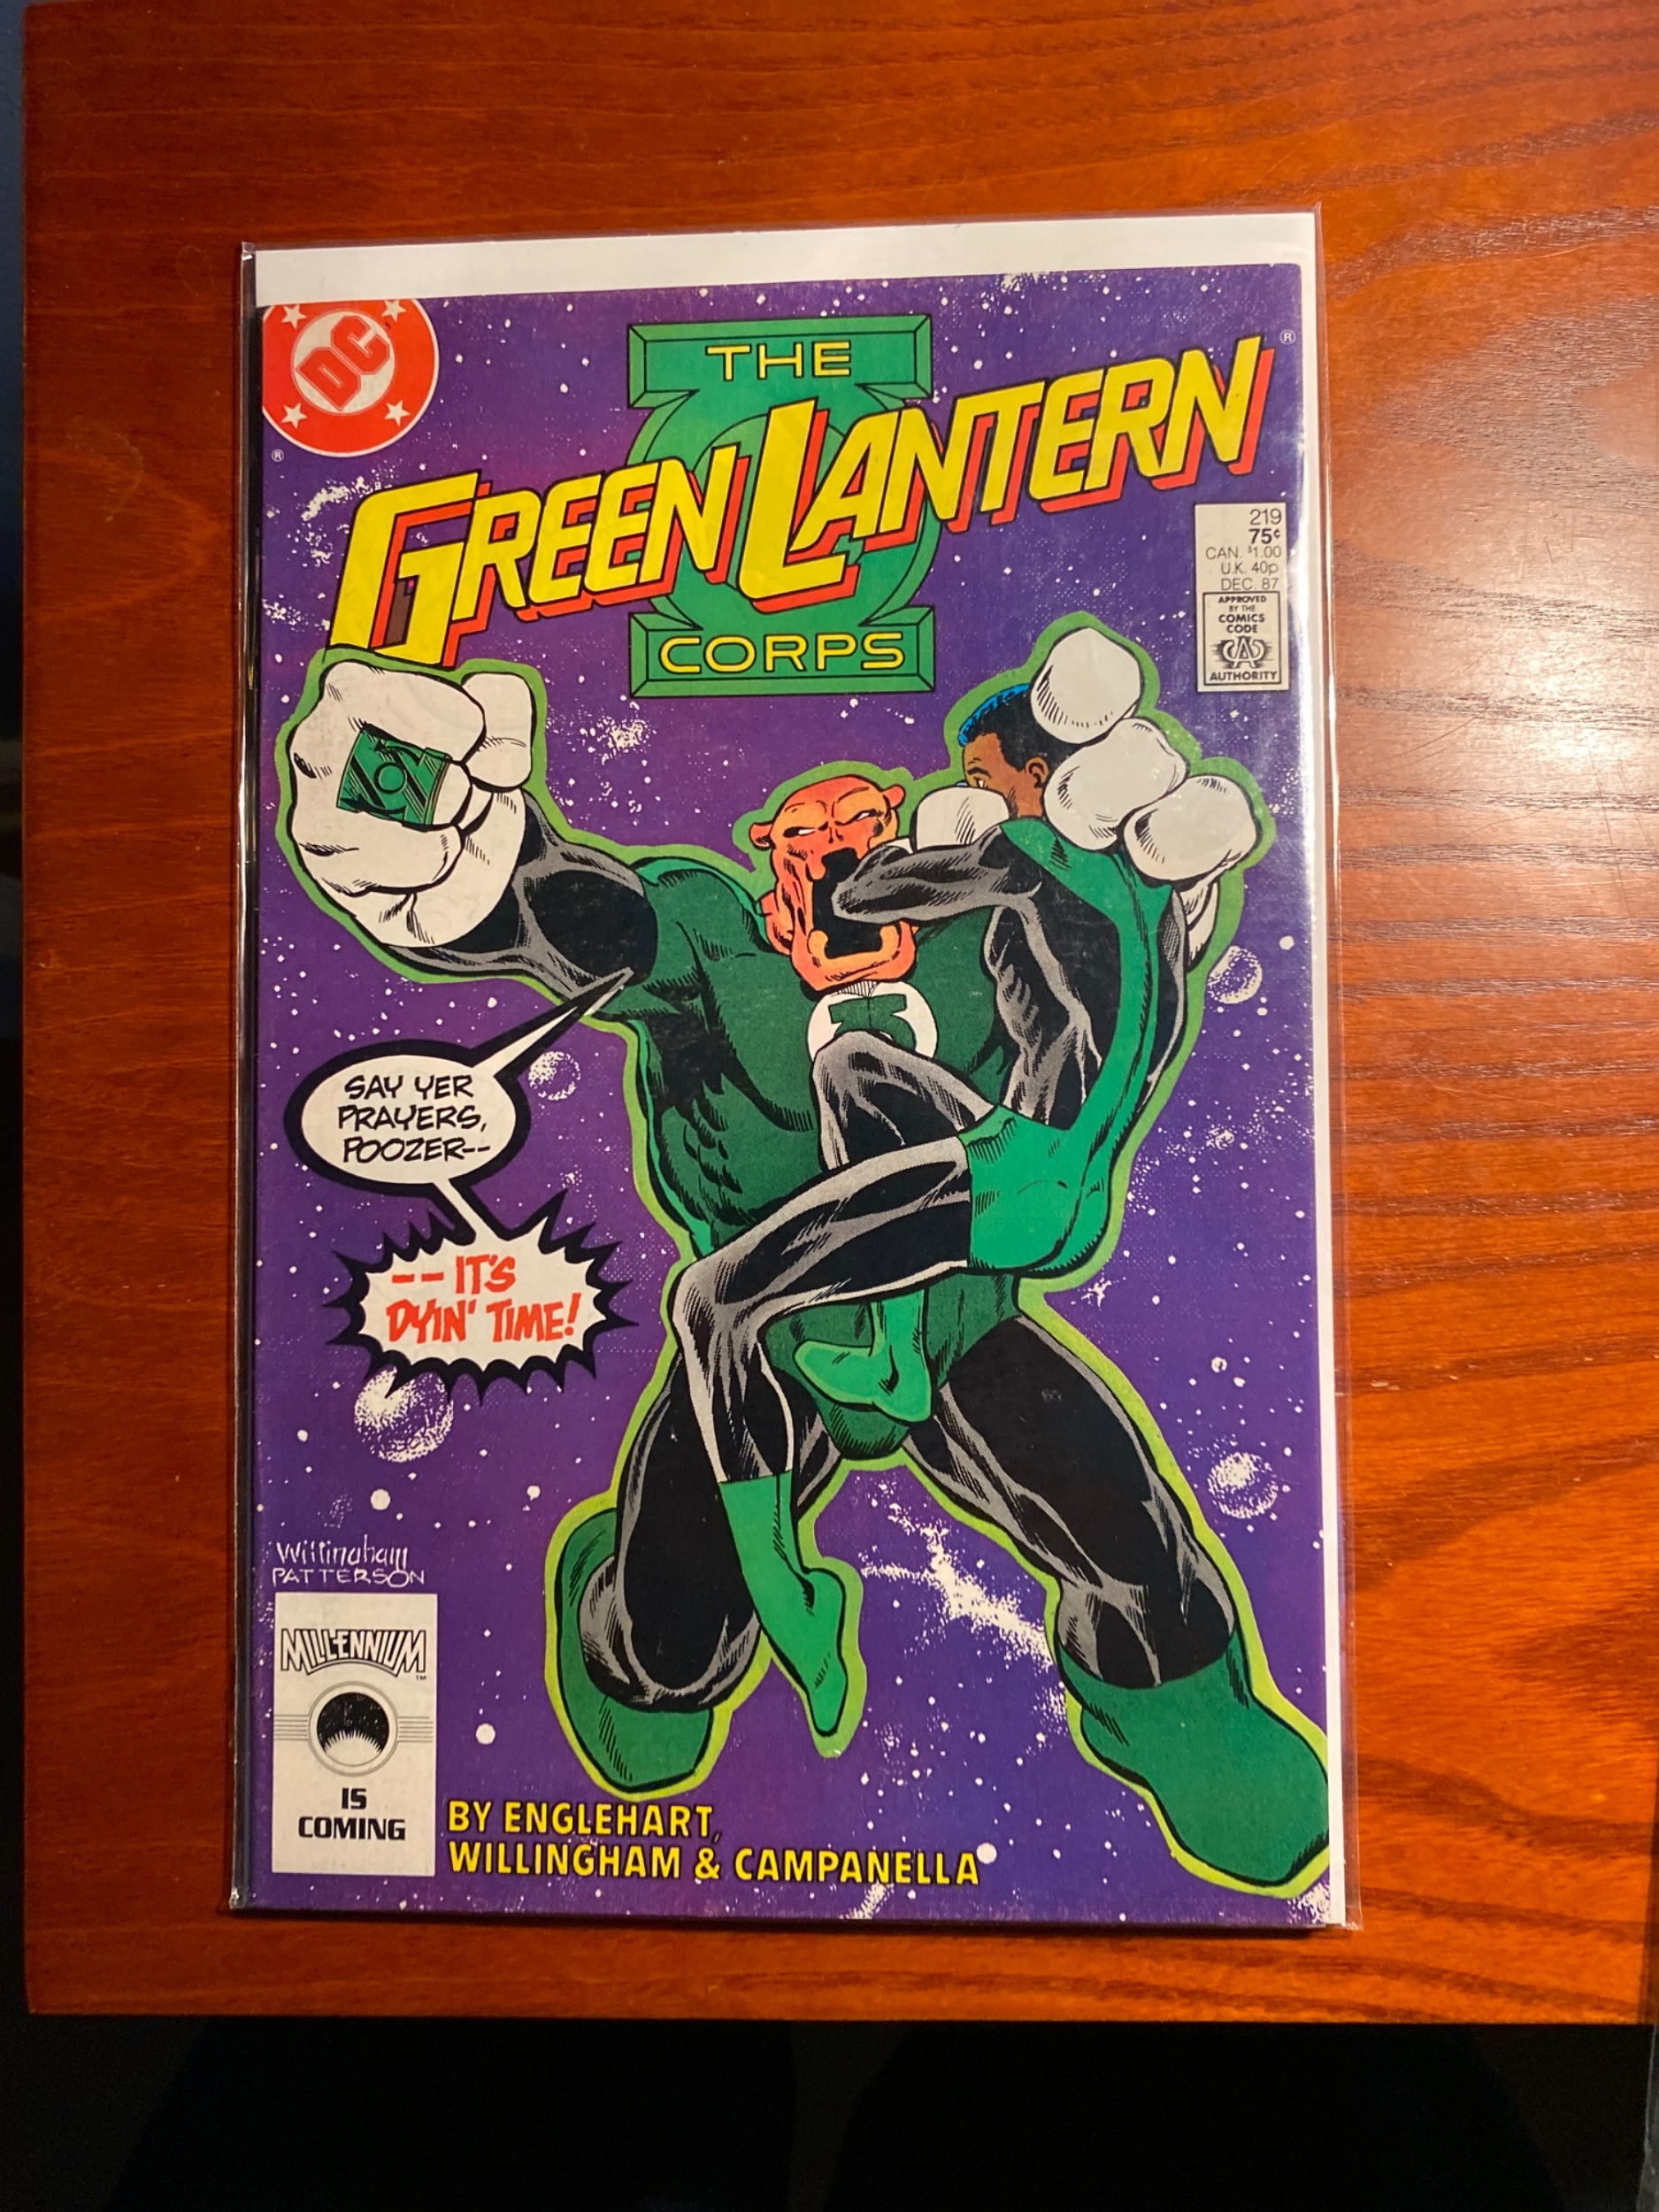 DC
®
THE
GREEN LANTERN
®
CORPS
219
75¢
CAN. $1.00
U.K. 40p
DEC. 87
APPROVED
BY THE
COMICS
CODE
CA
AUTHORITY
SAY YER
PRAYERS,
POOZER--
-- IT'S
DYIN' TIME!
Willingham
PATTERSON
MILLENNIUM
TM
IS
COMING
BY ENGLEHART,
WILLINGHAM & CAMPANELLA